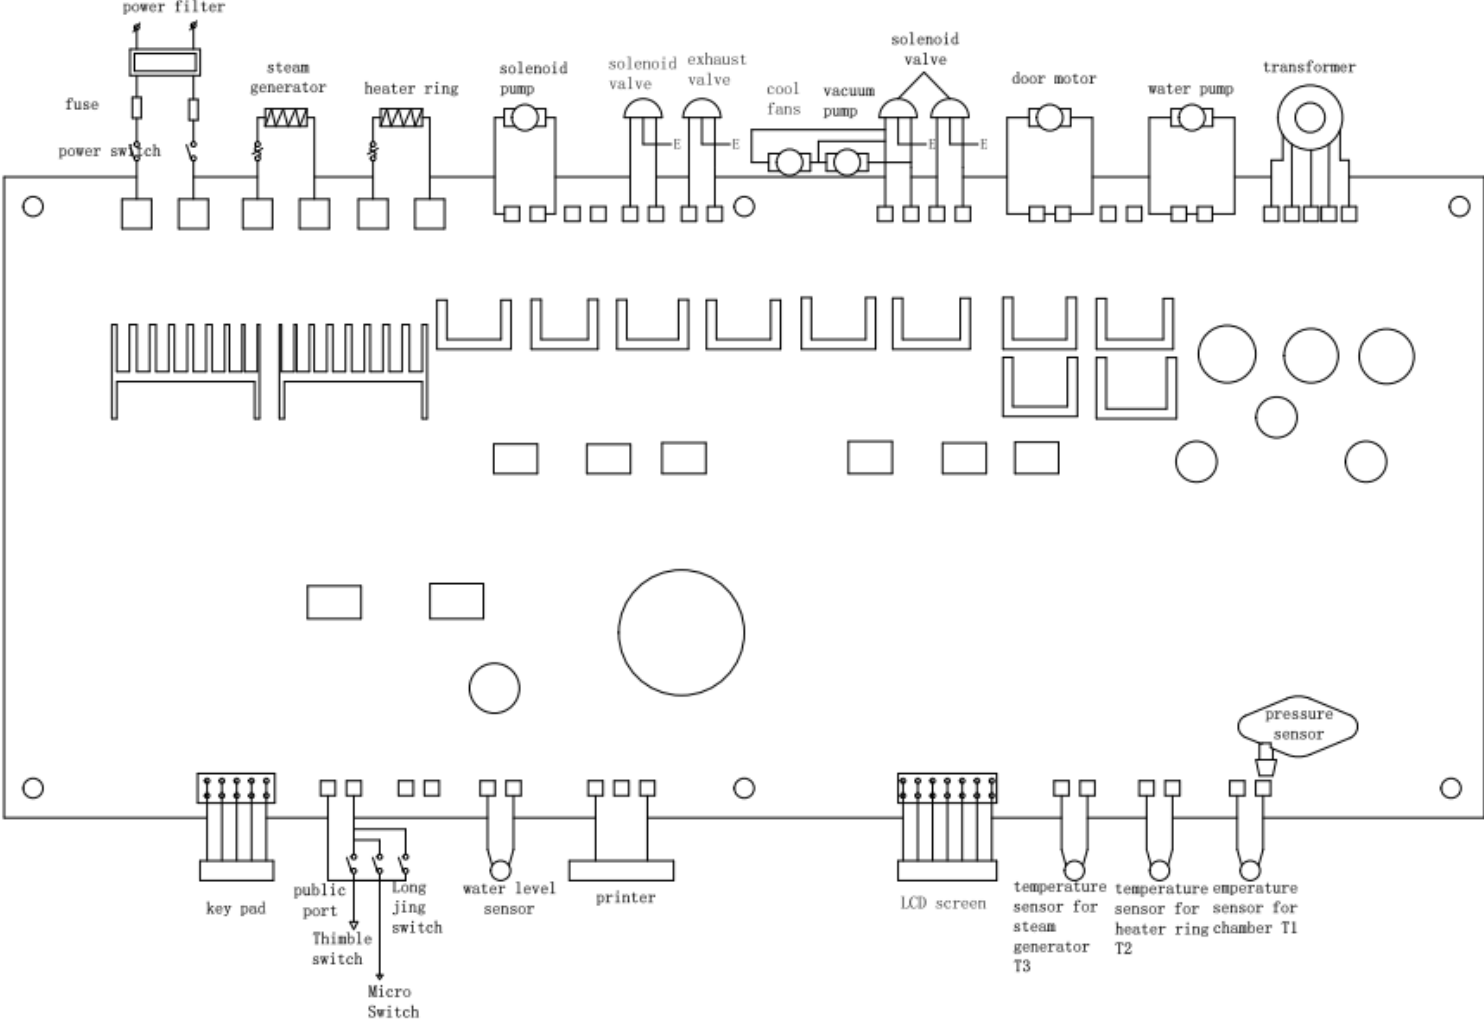 power filter
fuse
power switch
steam
generator
heater ring
solenoid
pump
solenoid
valve
exhaust
valve
E
E
cool
fans
vacuum
pump
solenoid
valve
E
E
door motor
water pump
transformer
pressure
sensor
key pad
public
port
Thimble
switch
Micro
Switch
Long
jing
switch
water level
sensor
printer
LCD screen
temperature
sensor for
steam
generator
T3
temperature
sensor for
heater ring
T2
emperature
sensor for
chamber T1